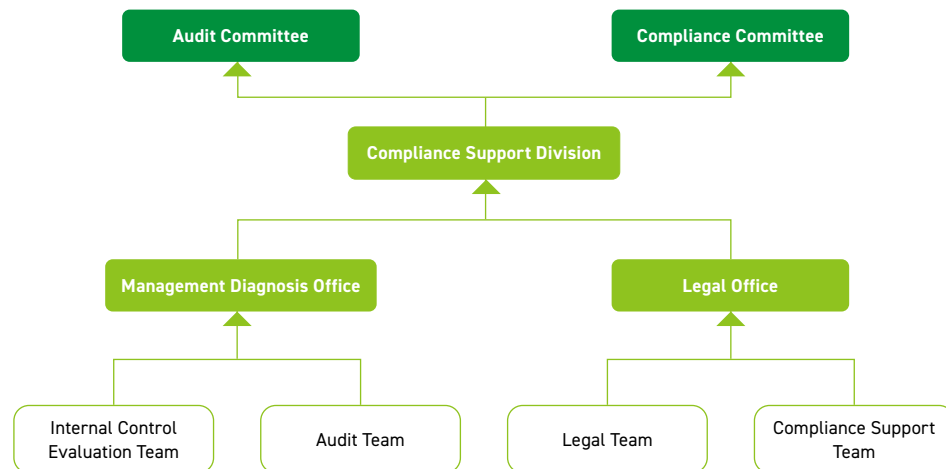 Audit Committee
Compliance Committee
Compliance Support Division
Management Diagnosis Office
Legal Office
Internal Control
Evaluation Team
Audit Team
Legal Team
Compliance Support
Team